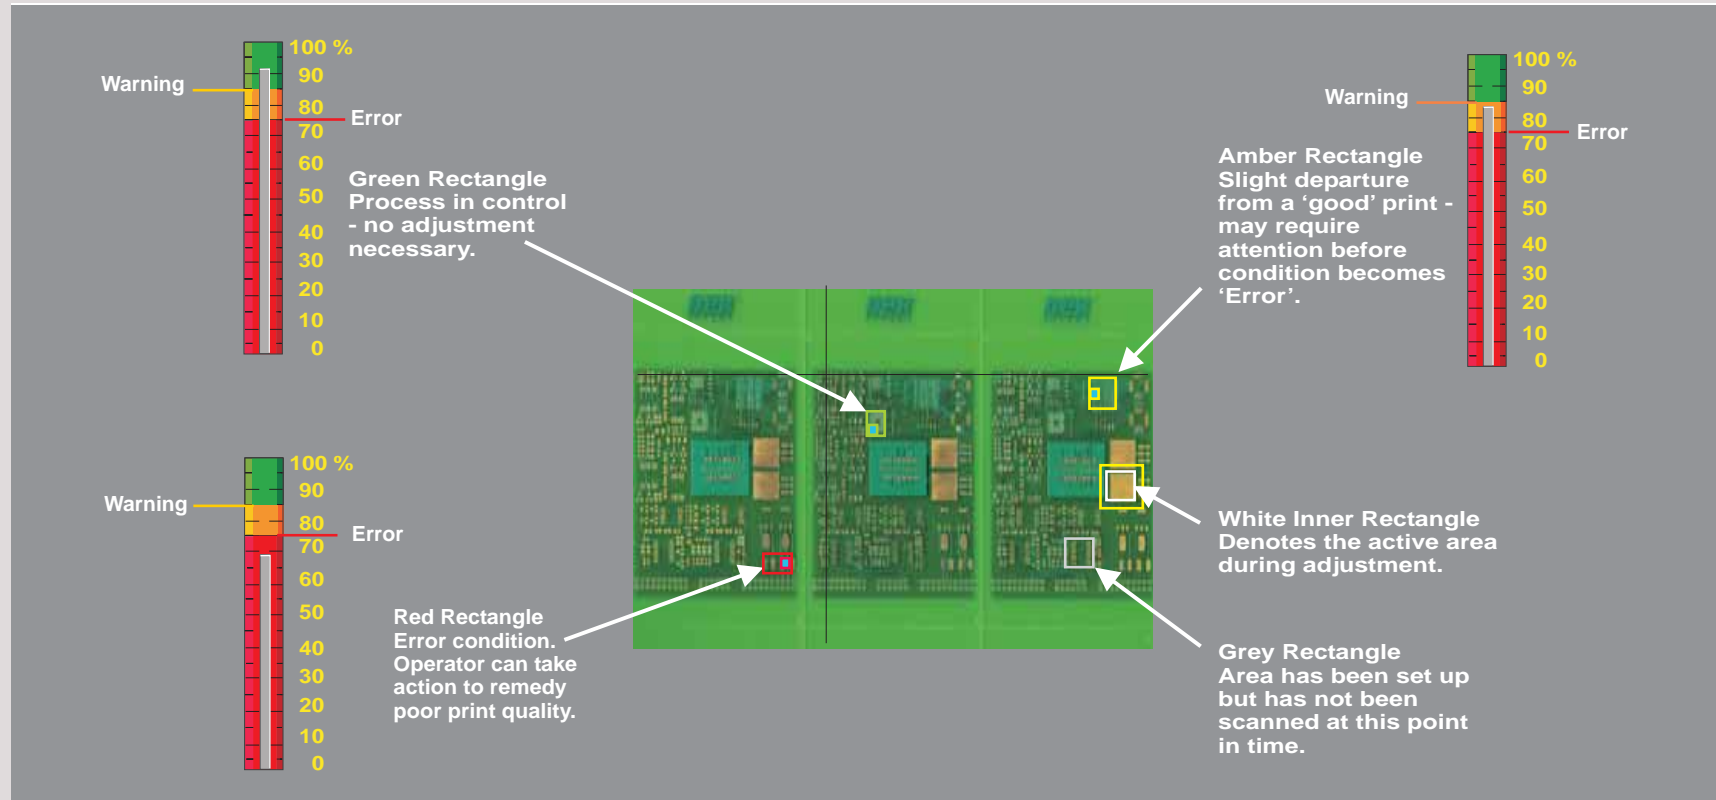 100 %
90
80
70
60
50
40
30
20
10
0
Warning
Error
Green Rectangle
Process in control
- no adjustment
necessary.
100 %
90
80
70
60
50
40
30
20
10
0
Warning
Error
Amber Rectangle
Slight departure
from a ‘good’ print -
may require
attention before
condition becomes
‘Error’.
100 %
90
80
70
60
50
40
30
20
10
0
Warning
Error
Red Rectangle
Error condition.
Operator can take
action to remedy
poor print quality.
White Inner Rectangle
Denotes the active area
during adjustment.
Grey Rectangle
Area has been set up
but has not been
scanned at this point
in time.